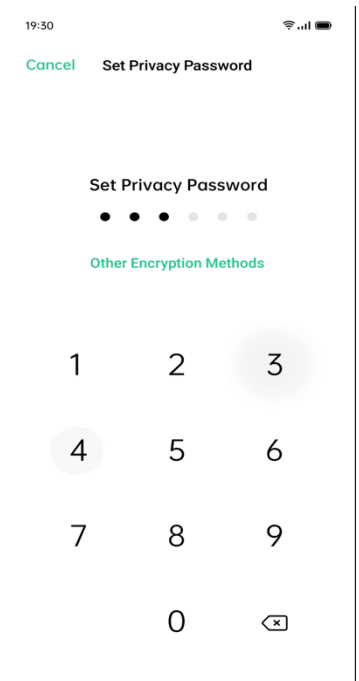 19:30
Cancel Set Privacy Password
Set Privacy Password
Other Encryption Methods
1 2 3
4 5 6
7 8 9
0